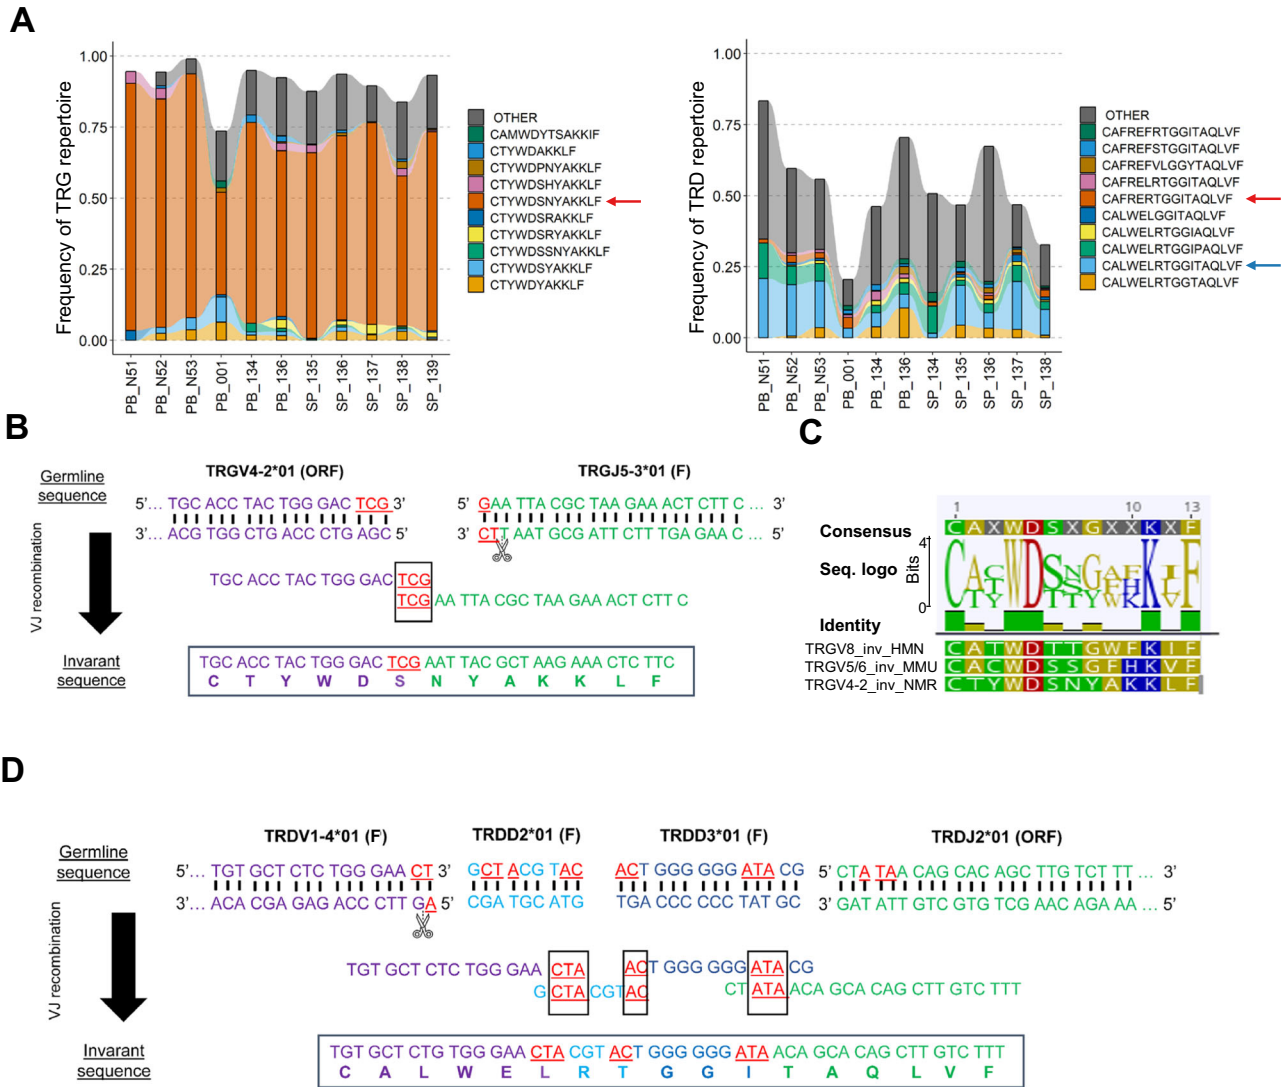 A
Frequency of TRG repertoire
1.00
0.75
0.50
0.25
0.00
PB_N51
PB_N52
PB_N53
PB_001
PB_134
PB_136
SP_135
SP_136
SP_137
SP_138
SP_139
OTHER
CAMWDYTSAKKIF
CTYWDAKKLF
CTYWDPNYAKKLF
CTYWDSHYAKKLF
CTYWDSNYAKKLF
CTYWDSRAKKLF
CTYWDSRYAKKLF
CTYWDSSNYAKKLF
CTYWDSYAKKLF
CTYWDYAKKLF
Frequency of TRD repertoire
1.00
0.75
0.50
0.25
0.00
PB_N51
PB_N52
PB_N53
PB_001
PB_134
PB_136
SP_134
SP_135
SP_136
SP_137
SP_138
OTHER
CAFREFRTGGITAQLVF
CAFREFSTGGITAQLVF
CAFREFVLGGYTAQLVF
CAFRELRTGGITAQLVF
CAFRERTGGITAQLVF
CALWELGGITAQLVF
CALWELRTGGIAQLVF
CALWELRTGGIPAQLVF
CALWELRTGGITAQLVF
CALWELRTGGTAQLVF
B
Germline sequence
VJ recombination
Invarant sequence
TRGV4-2*01 (ORF)
TRGJ5-3*01 (F)
5'... TGC ACC TAC TGG GAC TCG 3'
5' GAA TTA CGC TAA GAA ACT CTT C ... 3'
3'... ACG TGG CTG ACC CTG AGC 5'
3' CTT AAT GCG ATT CTT TGA GAA C ... 5'
TGC ACC TAC TGG GAC TCG
TCG AA TTA CGC TAA GAA ACT CTT C
TGC ACC TAC TGG GAC TCG AAT TAC GCT AAG AAA CTC TTC
C T Y W D S N Y A K K L F
C
1 10 13
Consensus
C A X W D S X G X X K X F
4
Bits
0
Seq. logo
Identity
TRGV8_inv_HMN C A T W D T T G W F K I F
TRGV5/6_inv_MMU C A C W D S S G F H K V F
TRGV4-2_inv_NMR C T Y W D S N Y A K K L F
D
Germline sequence
VJ recombination
Invarant sequence
TRDV1-4*01 (F)
TRDD2*01 (F)
TRDD3*01 (F)
TRDJ2*01 (ORF)
5'... TGT GCT CTC TGG GAA CT 3'
GCT ACG TAC
ACT GGG GGG ATA CG
5' CTA TAA CAG CAC AGC TTG TCT TT ... 3'
3'... ACA CGA GAG ACC CTT GA 5'
CGA TGC ATG
TGA CCC CCC TAT GC
3' GAT ATT GTC GTG TCG AAC AGA AA ... 5'
TGT GCT CTC TGG GAA CTA
ACT GGG GGG ATA CG
G CTA CGT AC
CT ATA ACA GCA CAG CTT GTC TTT
TGT GCT CTG TGG GAA CTA CGT ACT GGG GGG ATA ACA GCA CAG CTT GTC TTT
C A L W E L R T G G I T A Q L V F